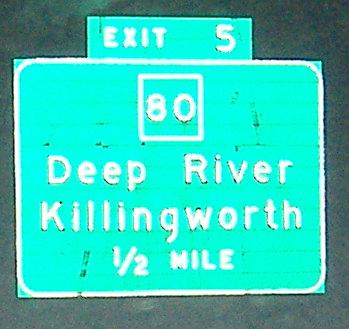 EXIT 5
80
Deep River
Killingworth
1/2 MILE